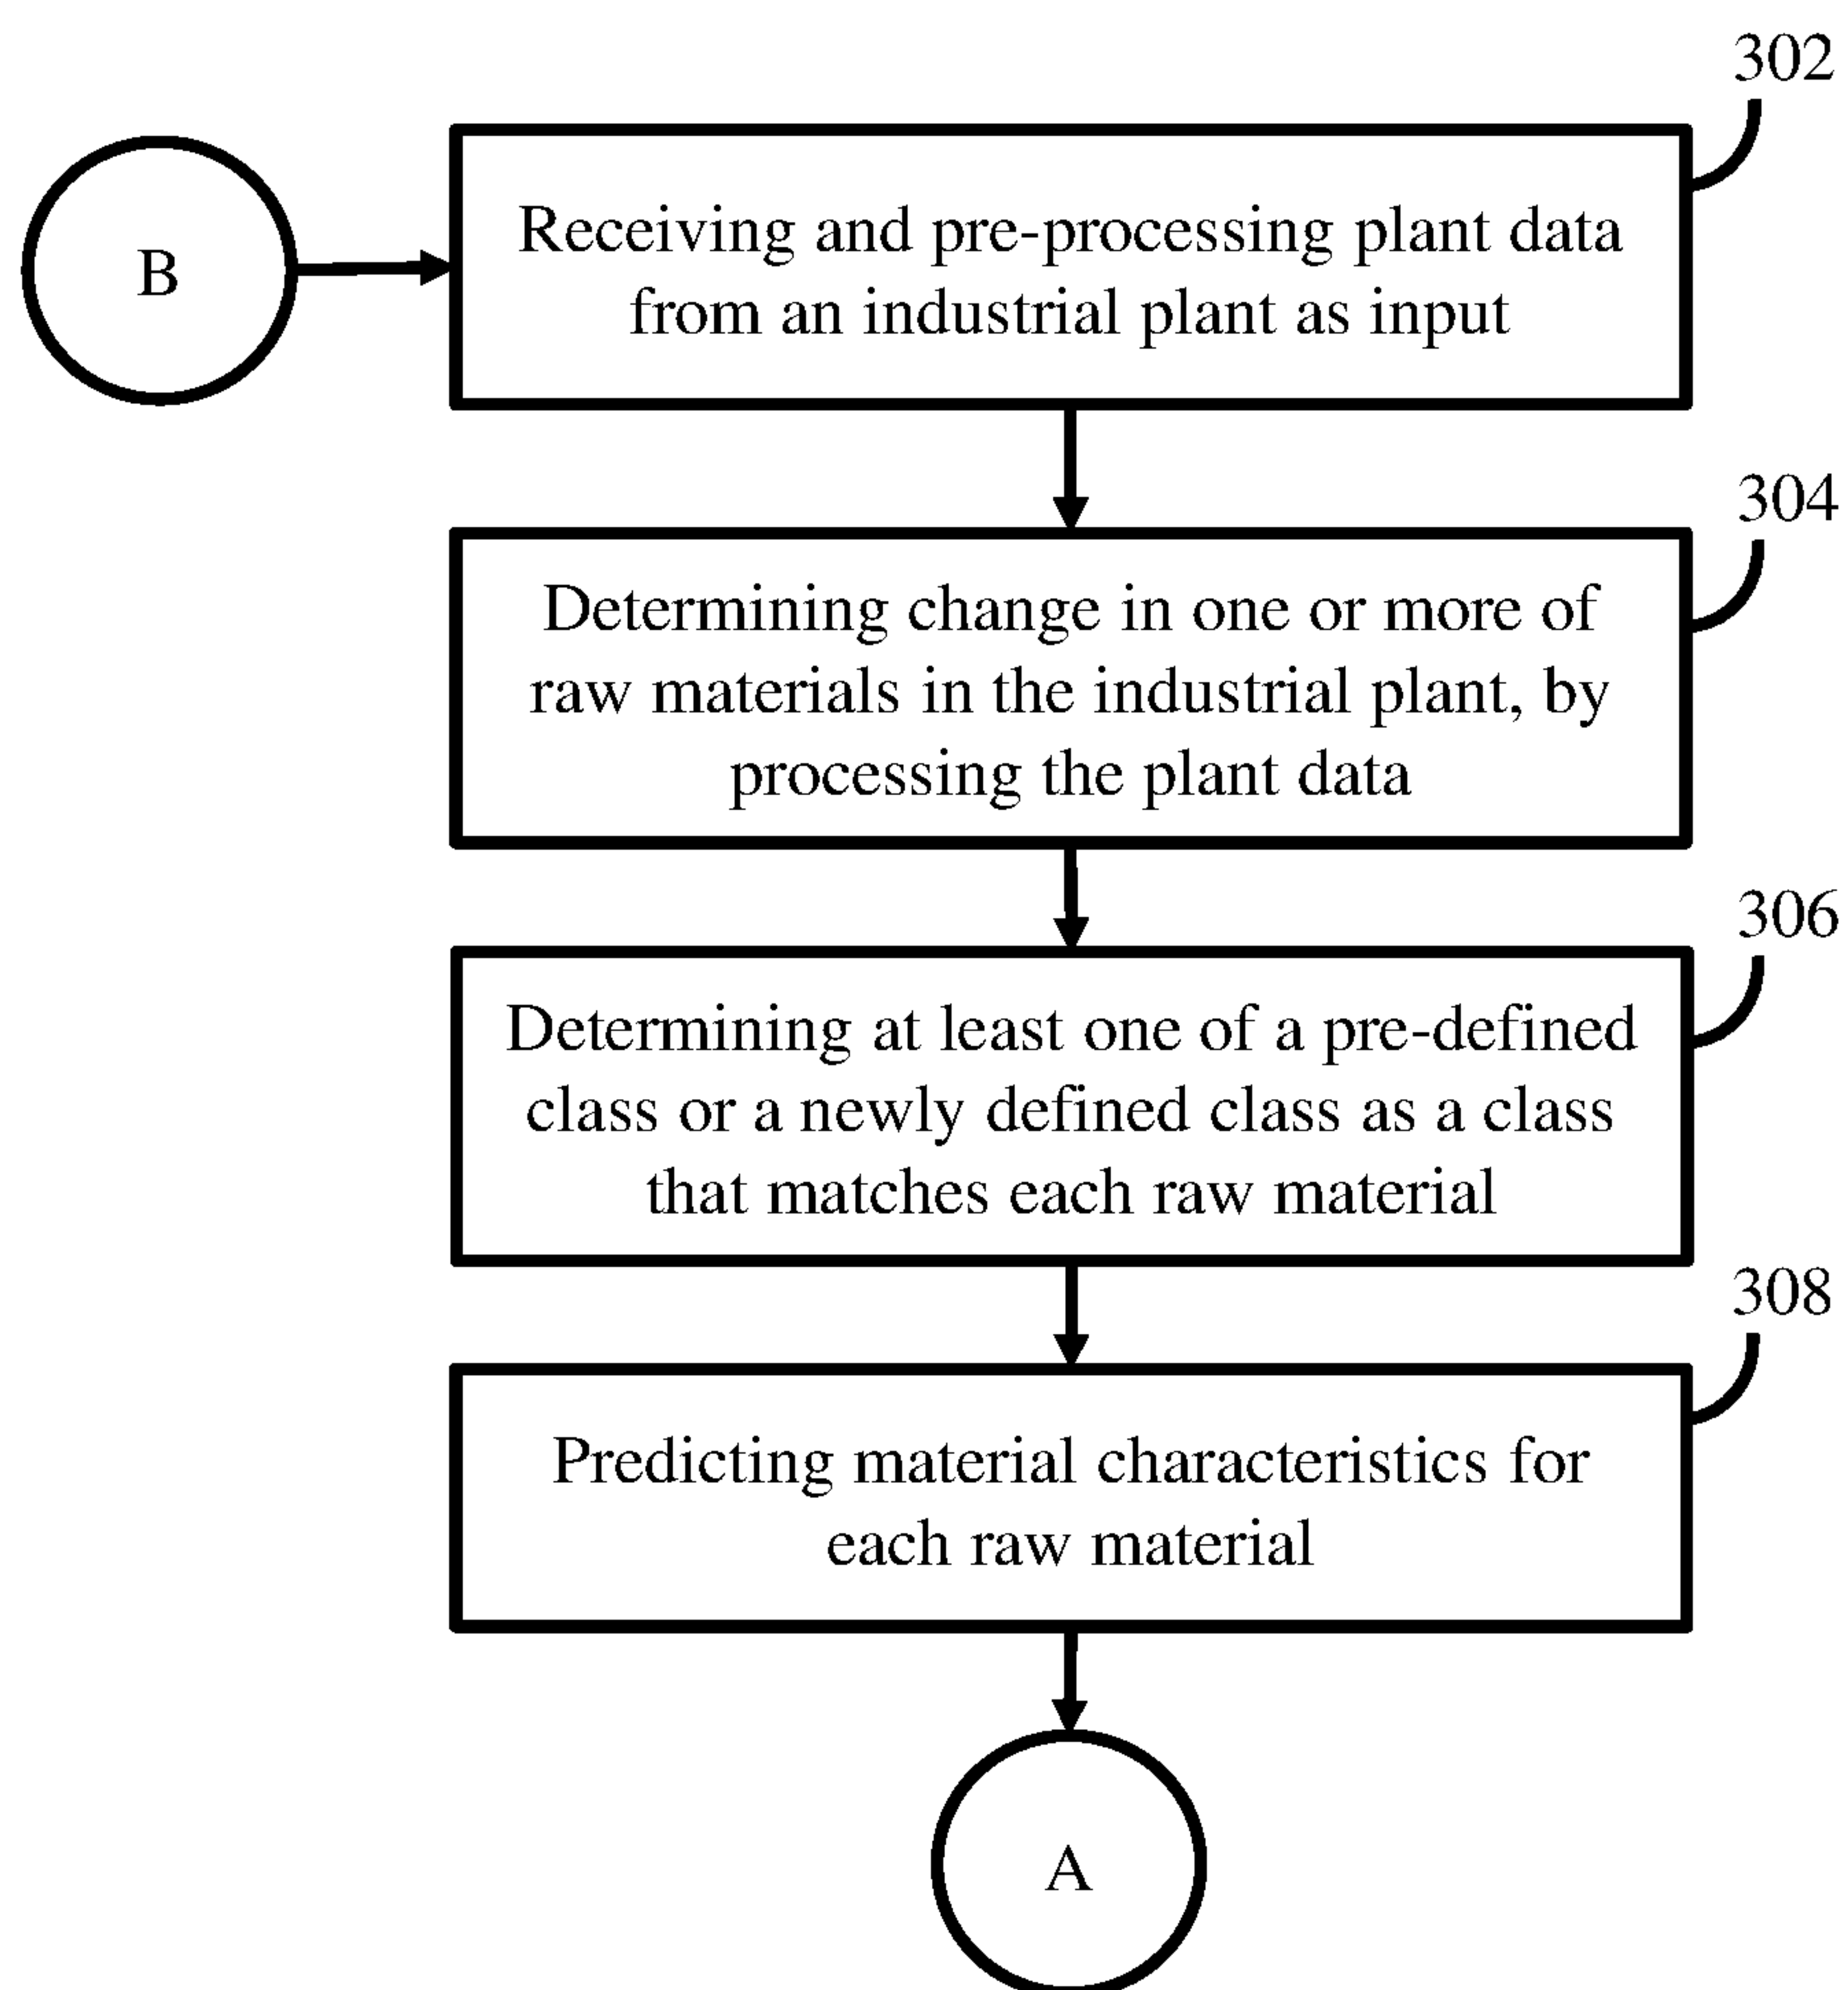 302
B
Receiving and pre-processing plant data
from an industrial plant as input
304
Determining change in one or more of
raw materials in the industrial plant, by
processing the plant data
306
Determining at least one of a pre-defined
class or a newly defined class as a class
that matches each raw material
308
Predicting material characteristics for
each raw material
A